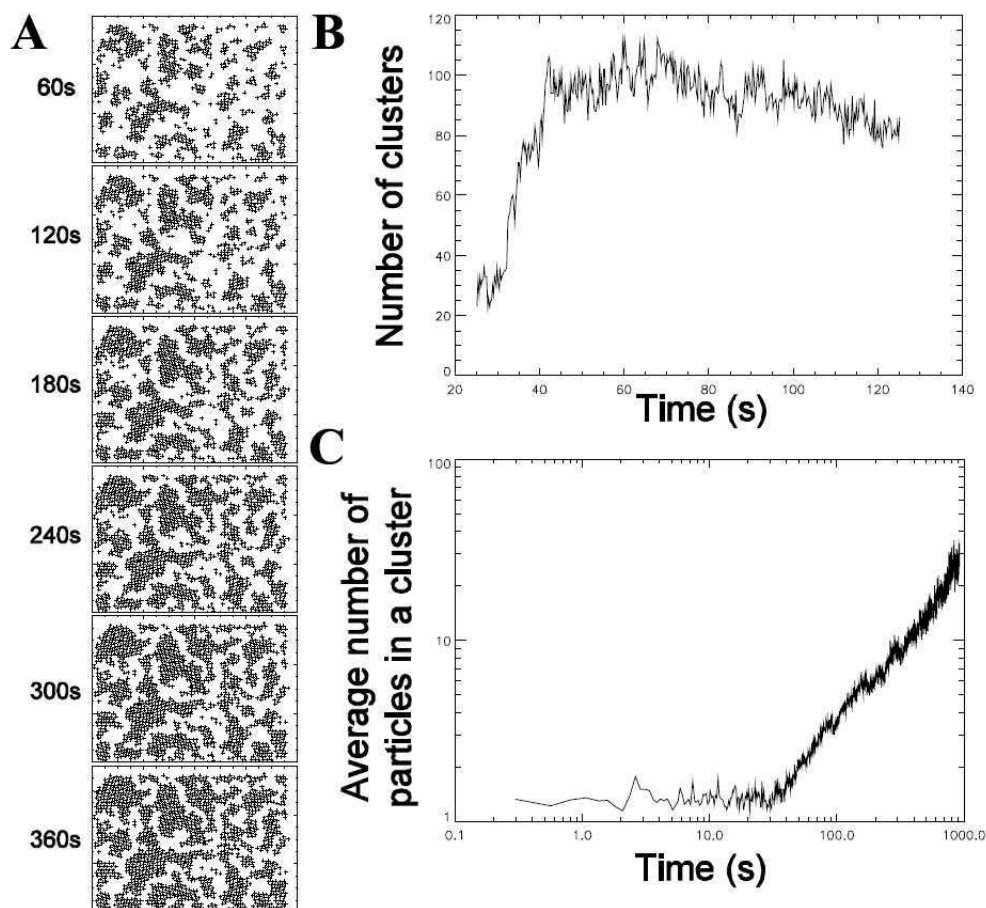 A
60s
120s
180s
240s
300s
360s
B
Number of clusters
120
100
80
60
40
20
0
20
40
60
80
100
120
140
Time (s)
C
Average number of
particles in a cluster
100
10
1
0.1
1.0
10.0
100.0
1000.0
Time (s)